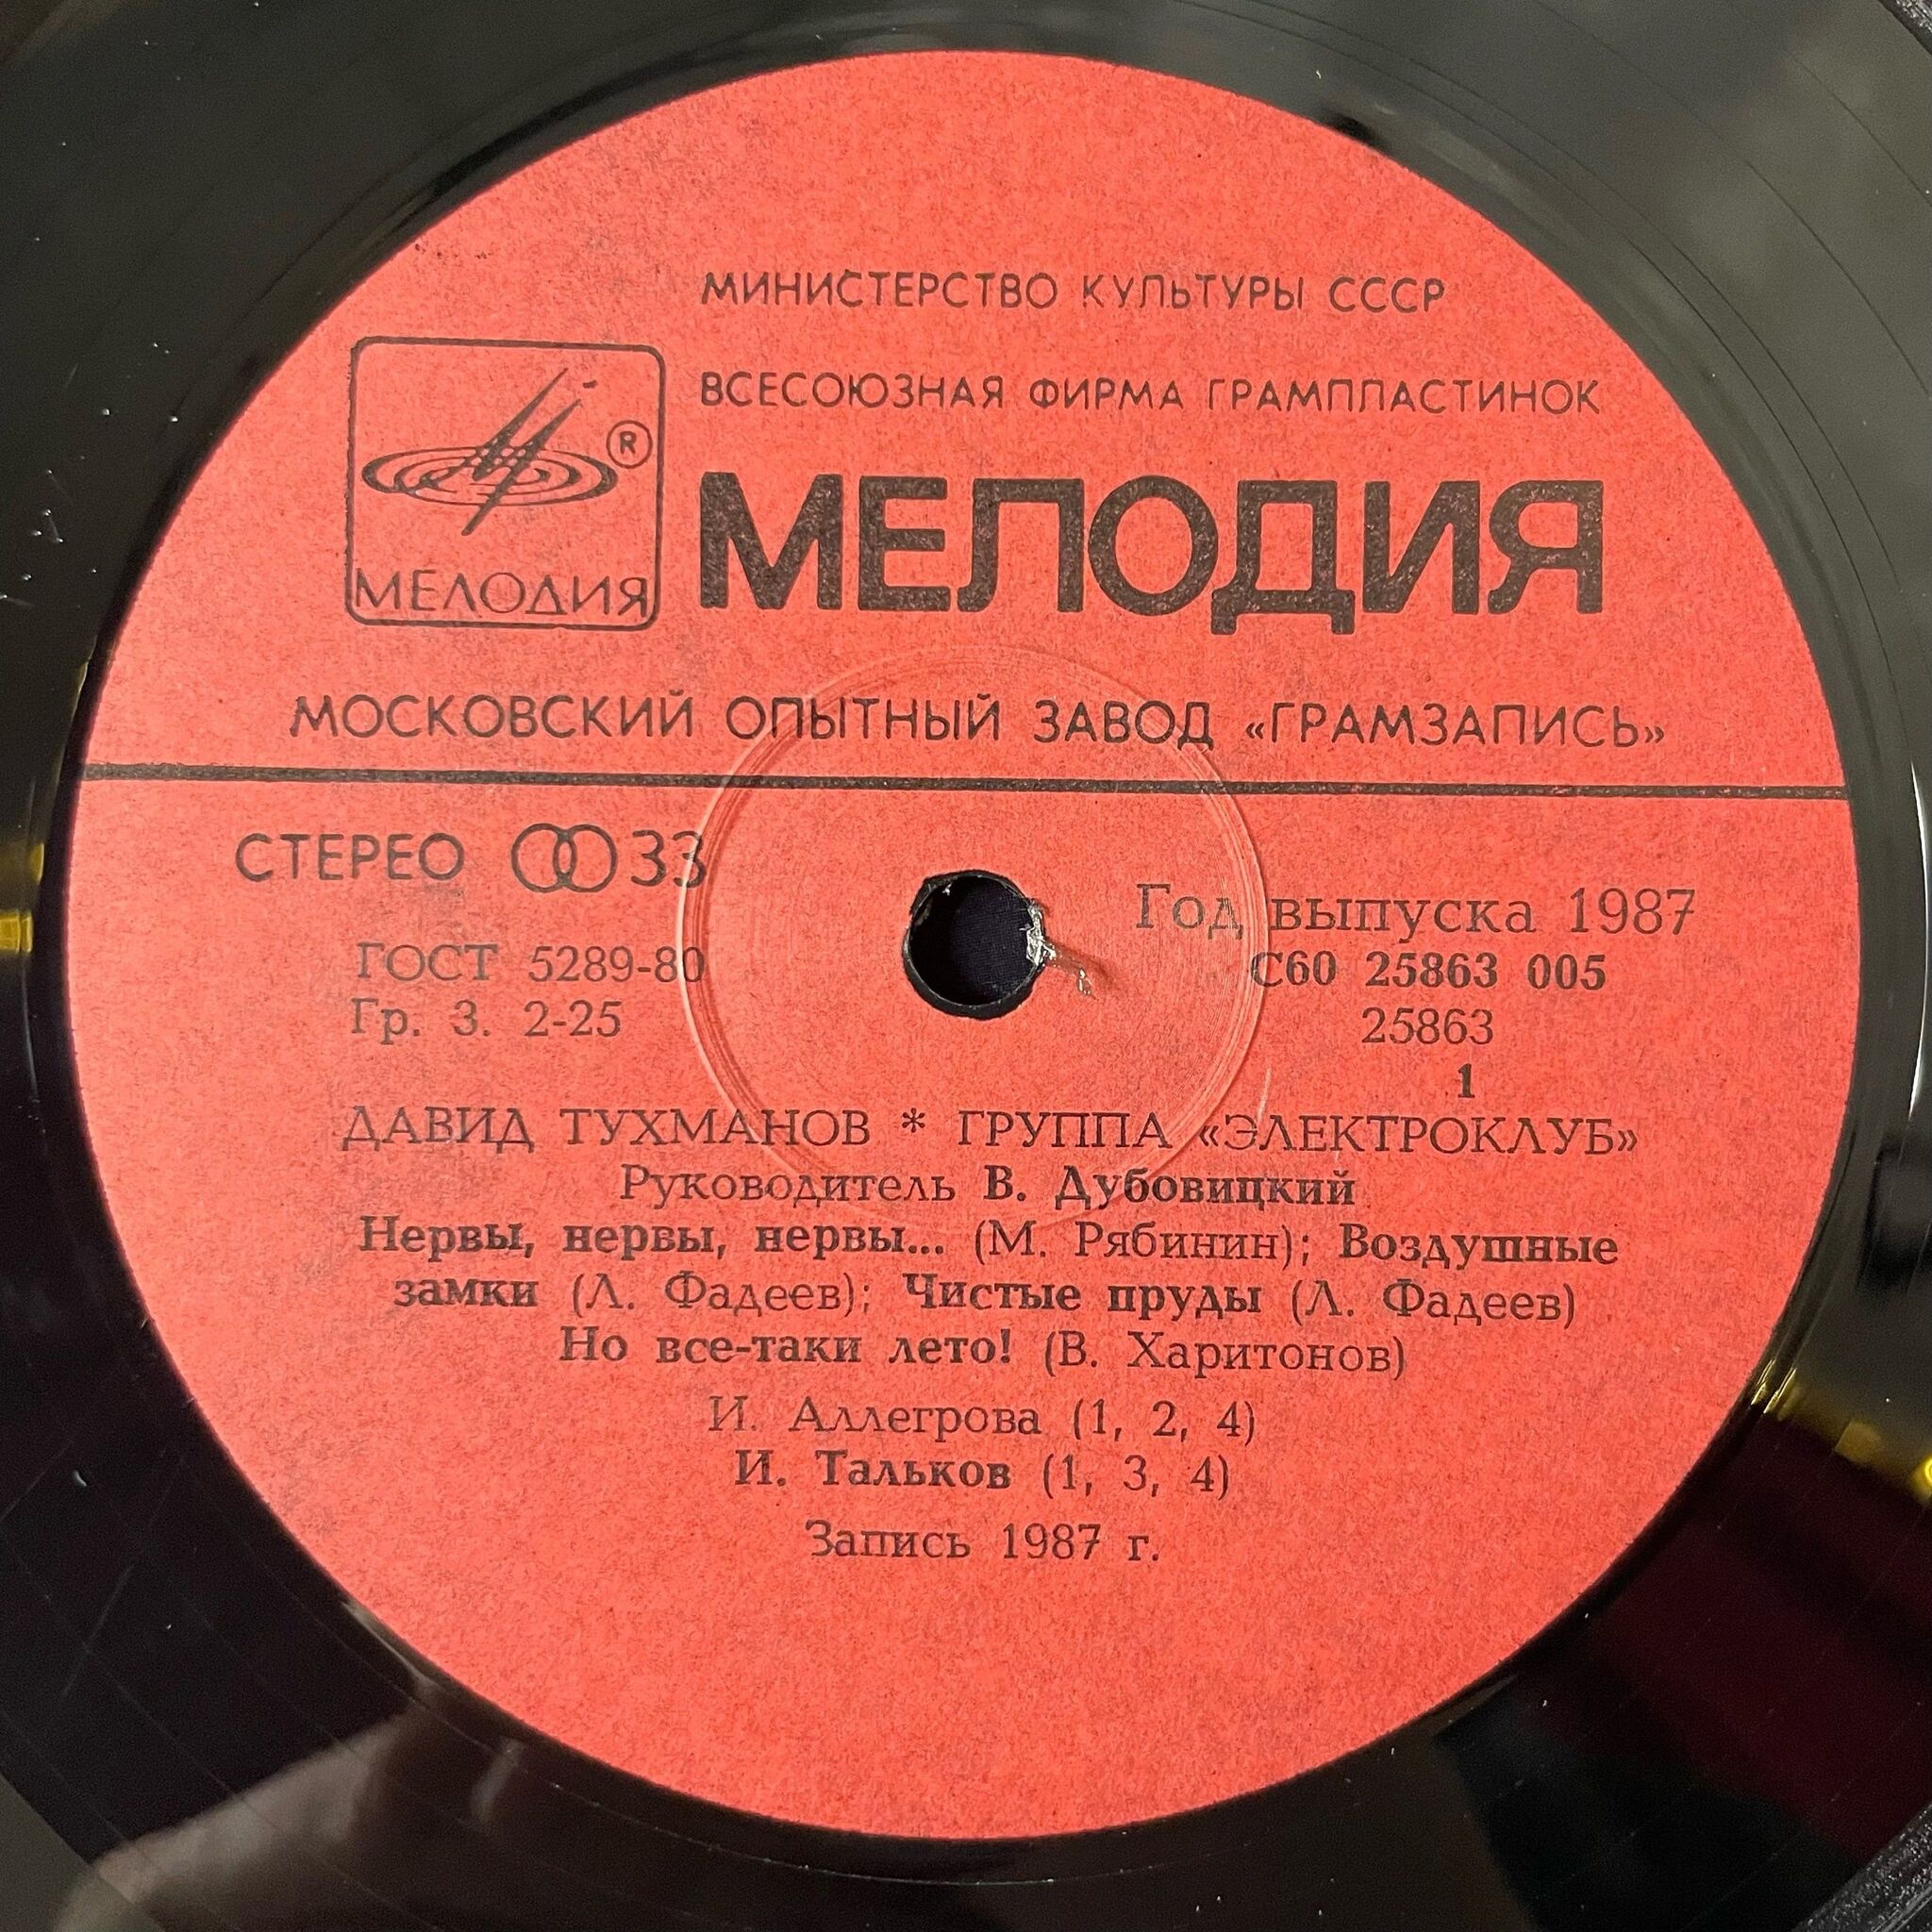 МИНИСТЕРСТВО КУЛЬТУРЫ СССР
ВСЕСОЮЗНАЯ ФИРМА ГРАМПЛАСТИНОК
®
МЕЛОДИЯ
МЕЛОДИЯ
МОСКОВСКИЙ ОПЫТНЫЙ ЗАВОД «ГРАМЗАПИСЬ»
СТЕРЕО 33
ГОСТ 5289-80
Гр. 3. 2-25
Год выпуска 1987
С60 25863 005
25863
1
ДАВИД ТУХМАНОВ * ГРУППА «ЭЛЕКТРОКЛУБ»
Руководитель В. Дубовицкий
Нервы, нервы, нервы... (М. Рябинин); Воздушные
замки (Л. Фадеев); Чистые пруды (Л. Фадеев)
Но все-таки лето! (В. Харитонов)
И. Аллегрова (1, 2, 4)
И. Тальков (1, 3, 4)
Запись 1987 г.